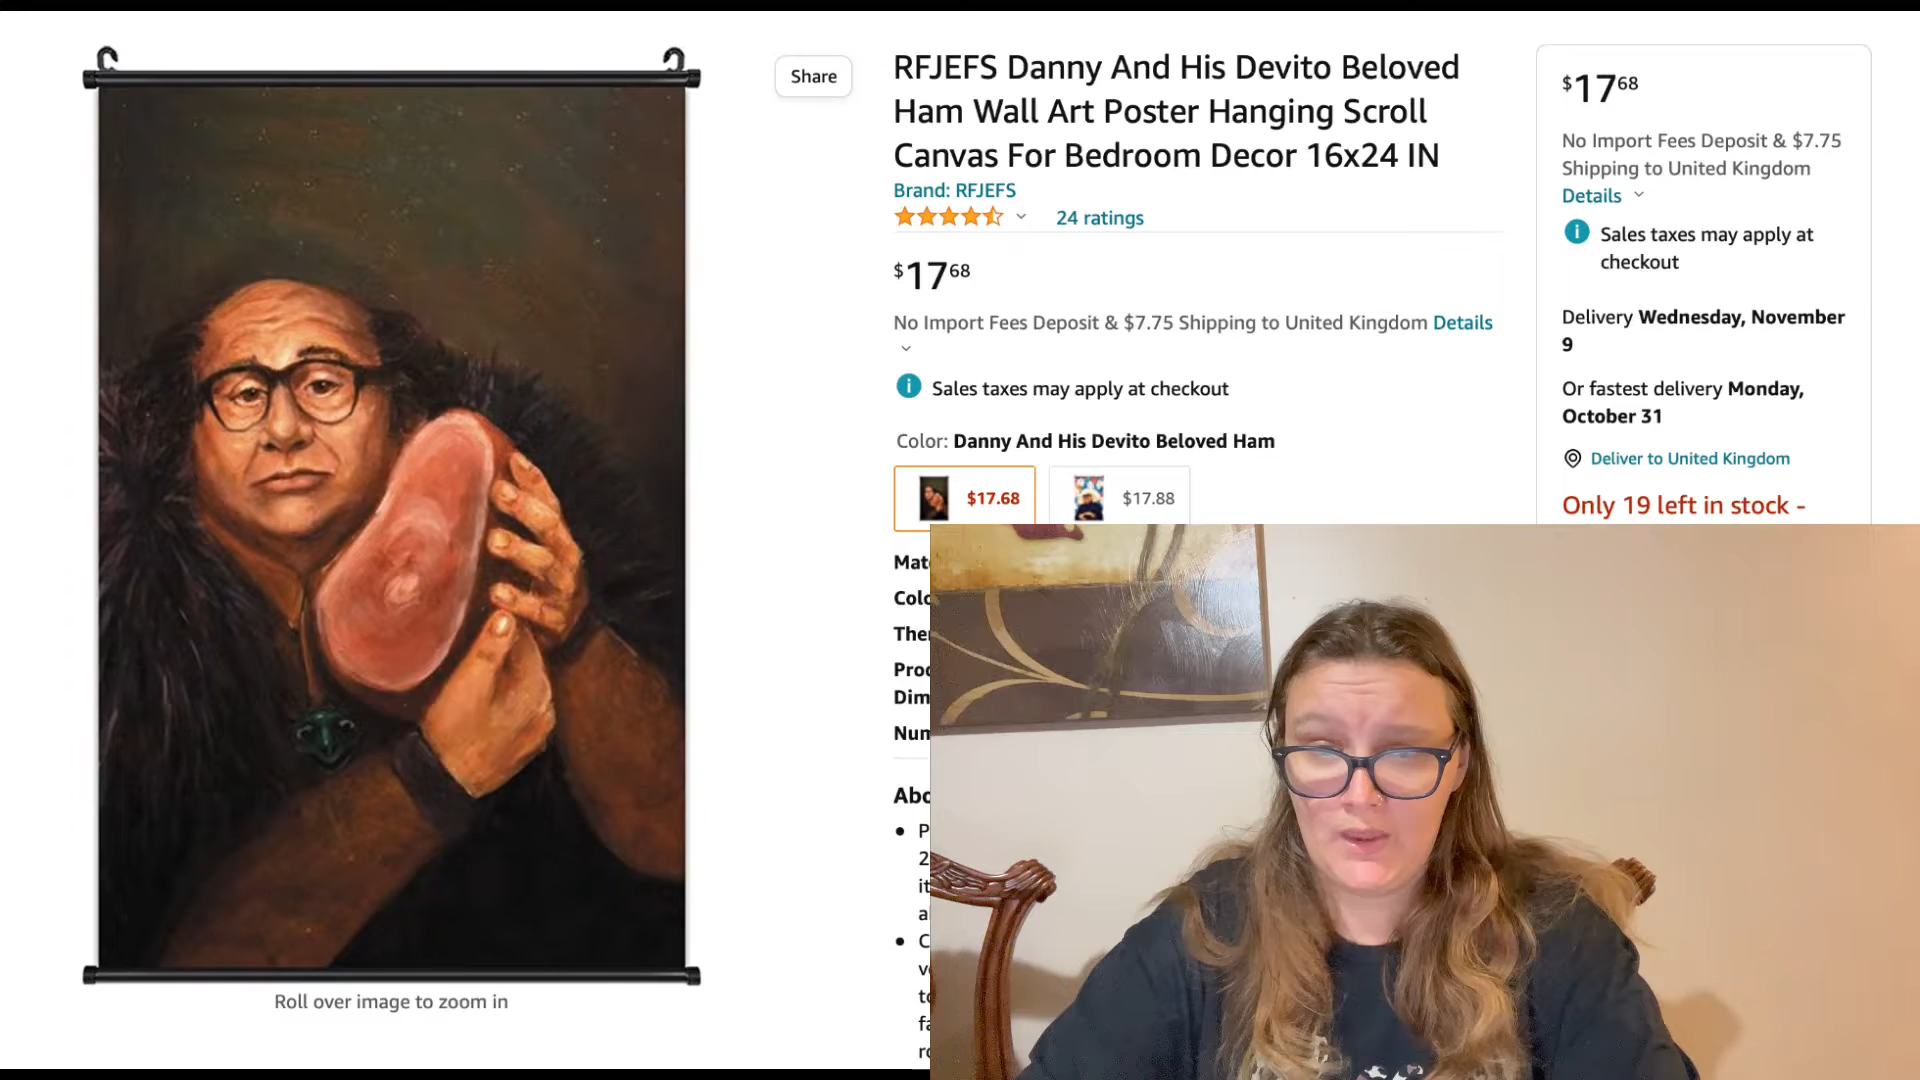 Share
RFJEFS Danny And His Devito Beloved
Ham Wall Art Poster Hanging Scroll
Canvas For Bedroom Decor 16x24 IN
Brand: RFJEFS
24 ratings
$17.68
No Import Fees Deposit & $7.75 Shipping to United Kingdom Details
Sales taxes may apply at checkout
Color: Danny And His Devito Beloved Ham
$17.68
$17.88
Abo
Roll over image to zoom in
$17.68
No Import Fees Deposit & $7.75
Shipping to United Kingdom
Details
Sales taxes may apply at
checkout
Delivery Wednesday, November
9
Or fastest delivery Monday,
October 31
Deliver to United Kingdom
Only 19 left in stock -